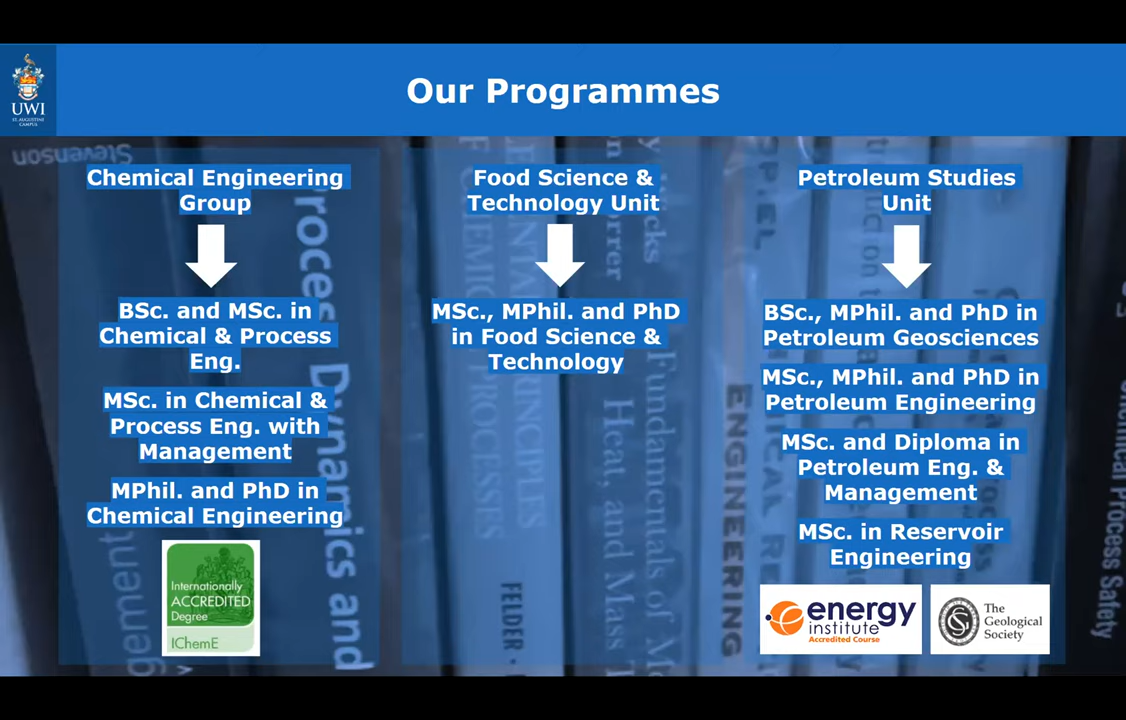 UWI
ST. AUGUSTINE
CAMPUS
Our Programmes
Chemical Engineering
Group
BSc. and MSc. in
Chemical & Process
Eng.
MSc. in Chemical &
Process Eng. with
Management
MPhil. and PhD in
Chemical Engineering
Internationally
ACCREDITED
Degree
IChemE
Food Science &
Technology Unit
MSc., MPhil. and PhD
in Food Science &
Technology
Petroleum Studies
Unit
BSc., MPhil. and PhD in
Petroleum Geosciences
MSc., MPhil. and PhD in
Petroleum Engineering
MSc. and Diploma in
Petroleum Eng. &
Management
MSc. in Reservoir
Engineering
energy
institute
Accredited Course
The
Geological
Society
Stevenson
Dynamics and
PRINCIPLES
PROCESSES
FELDER
Heat, and Mass
Fundamentals of
ENGINEERING
Chemical Process Safety